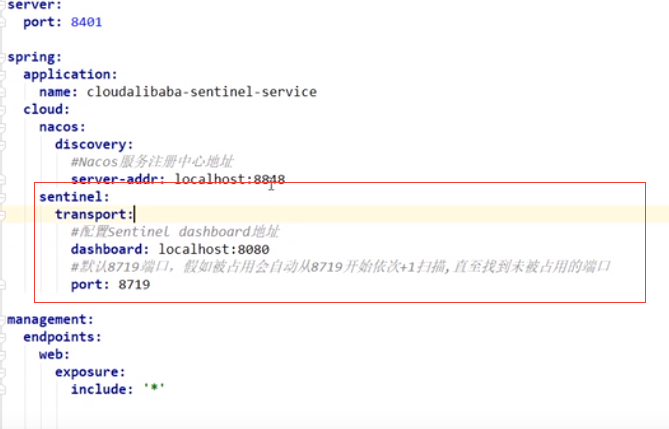 server:
port: 8401
spring:
application:
name: cloudalibaba-sentinel-service
cloud:
nacos:
discovery:
#Nacos服务注册中心地址
server-addr: localhost:8848
sentinel:
transport:
#配置Sentinel dashboard地址
dashboard: localhost:8080
#默认8719端口，假如被占用会自动从8719开始依次+1扫描,直至找到未被占用的端口
port: 8719
management:
endpoints:
web:
exposure:
include: '*'